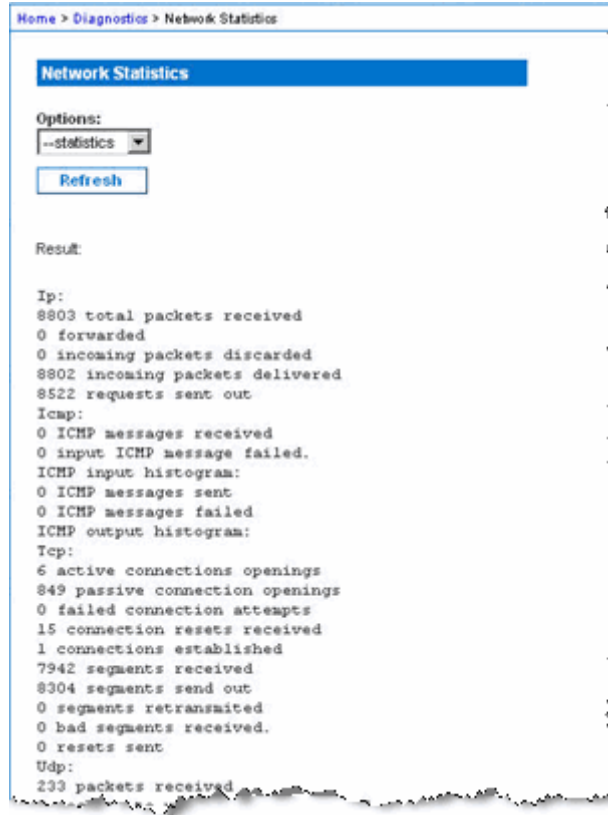 Home > Diagnostics > Network Statistics
Network Statistics
Options:
--statistics
Refresh
Result:
Ip:
8803 total packets received
0 forwarded
0 incoming packets discarded
8802 incoming packets delivered
8522 requests sent out
Icmp:
0 ICMP messages received
0 input ICMP message failed.
ICMP input histogram:
0 ICMP messages sent
0 ICMP messages failed
ICMP output histogram:
Tcp:
6 active connections openings
849 passive connection openings
0 failed connection attempts
15 connection resets received
1 connections established
7942 segments received
8304 segments send out
0 segments retransmited
0 bad segments received.
0 resets sent
Udp:
233 packets received